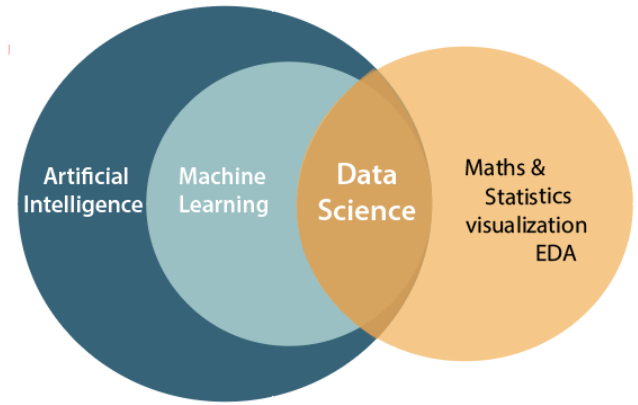 Artificial
Intelligence
Machine
Learning
Data
Science
Maths &
Statistics
visualization
EDA